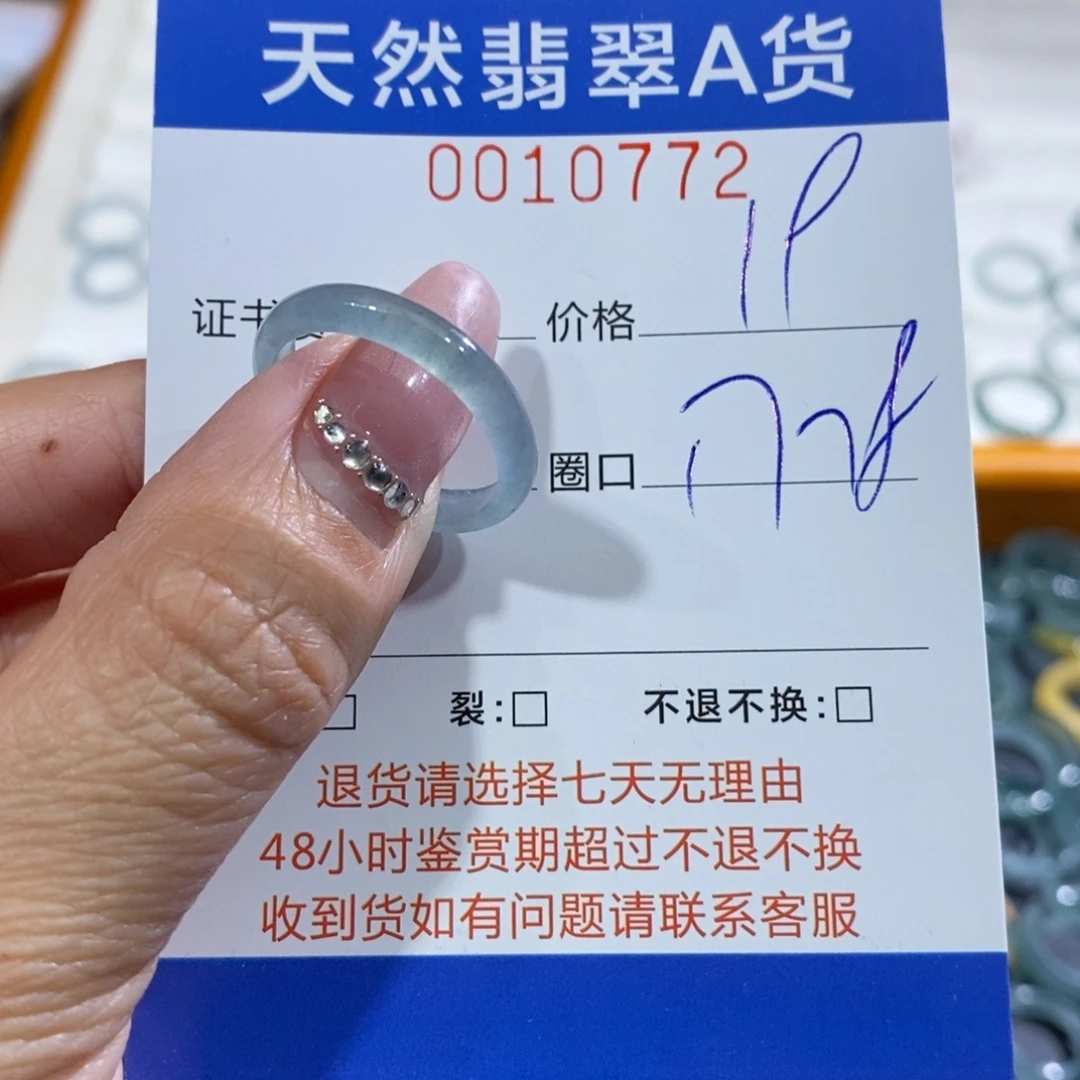 天然翡翠A货
0010772
证书 价格
圈口
裂:□ 不退不换:□
退货请选择七天无理由
48小时鉴赏期超过不退不换
收到货如有问题请联系客服